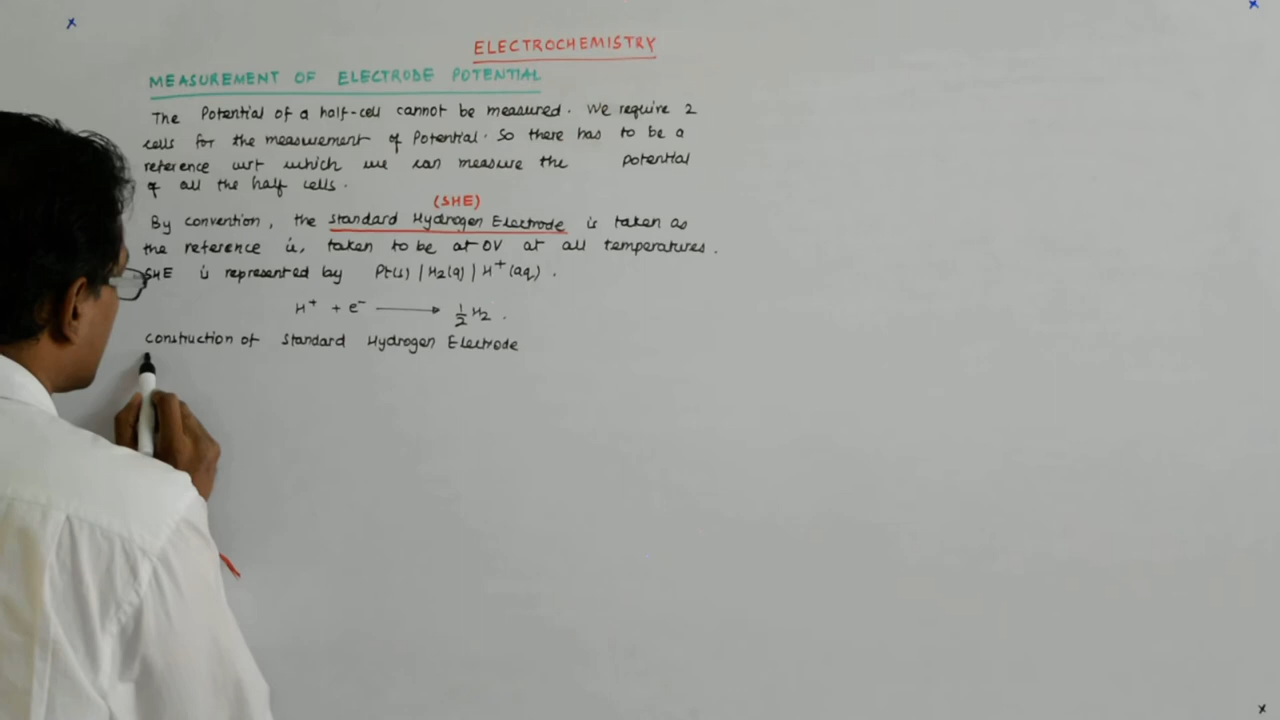 ELECTROCHEMISTRY
MEASUREMENT OF ELECTRODE POTENTIAL
The Potential of a half-cell cannot be measured. We require 2
cells for the measurement of Potential. So there has to be a
reference wrt which we can measure the potential
of all the half cells.
(SHE)
By convention, the Standard Hydrogen Electrode is taken as
the reference ie, taken to be at 0V at all temperatures.
SHE is represented by Pt(s) | H2(g) | H⁺(aq).
H⁺ + e⁻ ⟶ 1/2 H2.
Construction of Standard Hydrogen Electrode